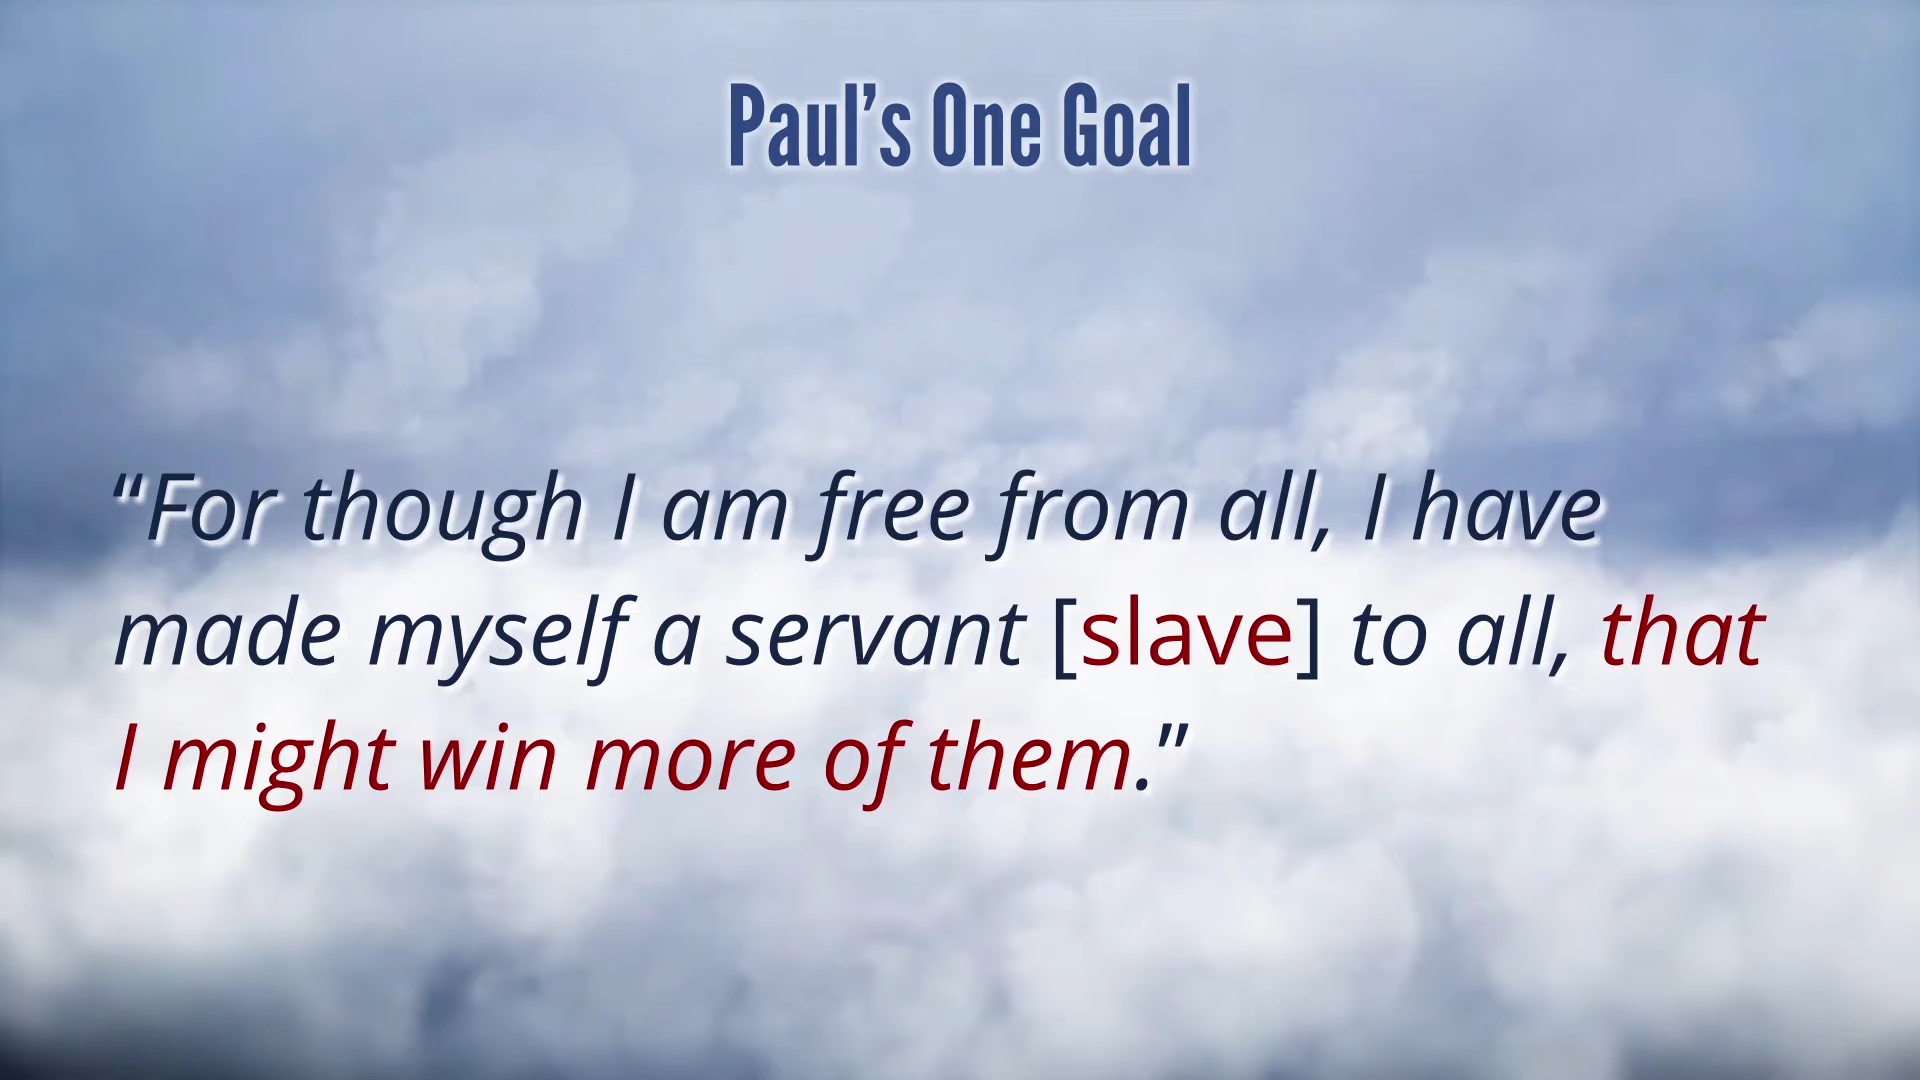 Paul’s One Goal
“For though I am free from all, I have
made myself a servant [slave] to all, that
I might win more of them.”